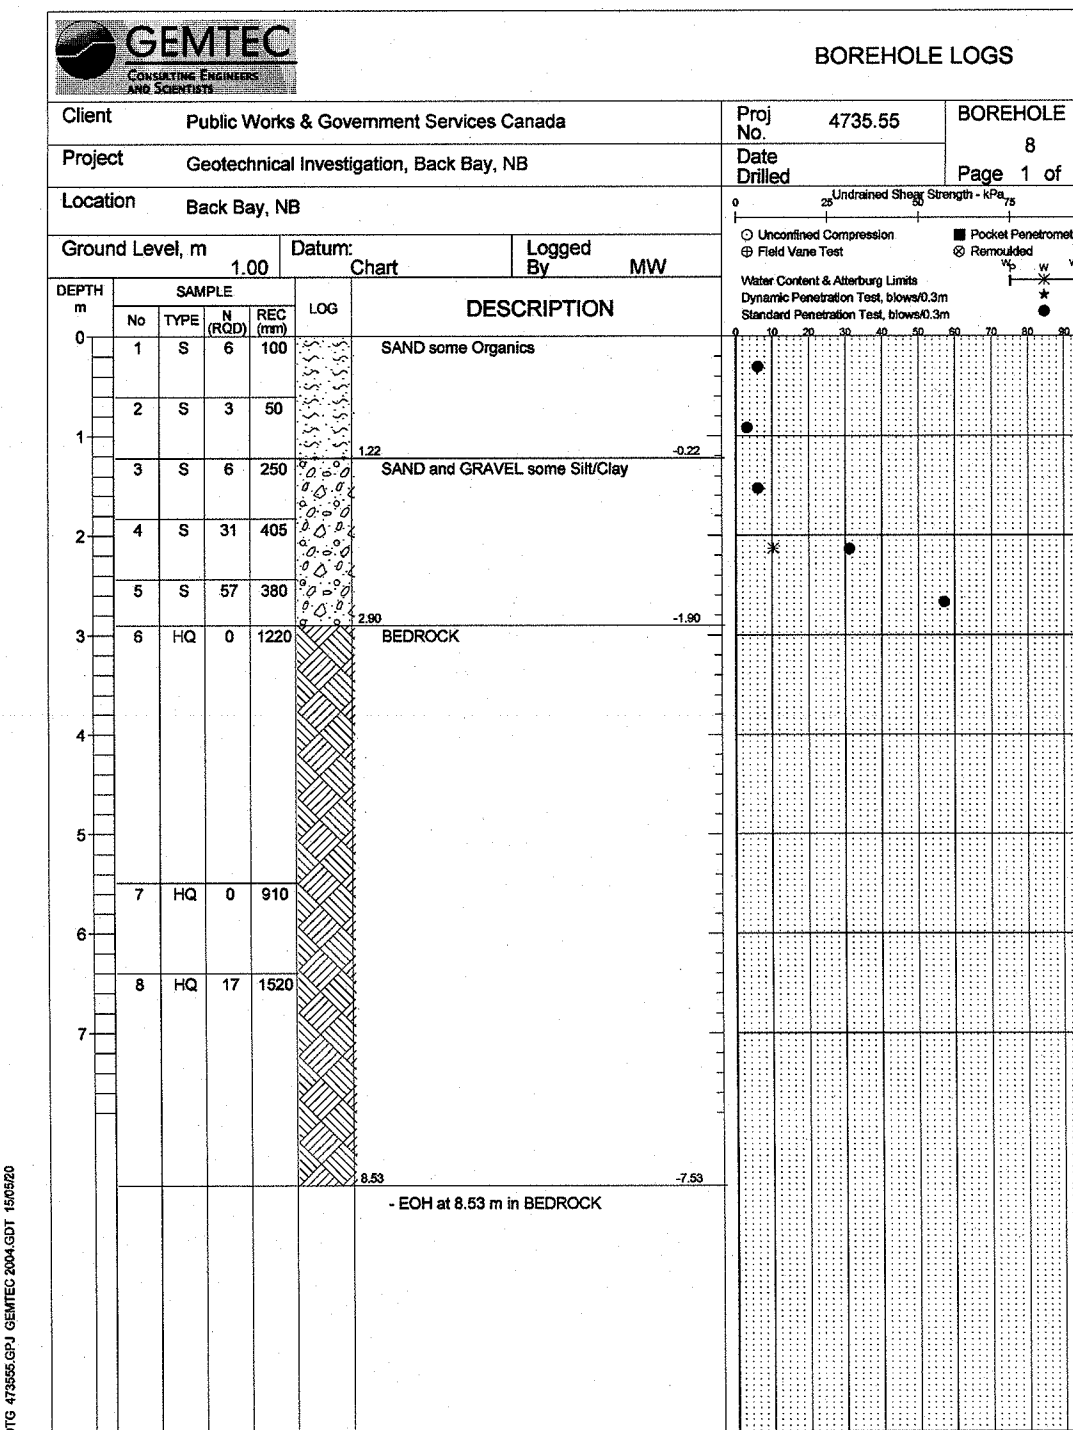 GEMTEC
CONSULTING ENGINEERS
AND SCIENTISTS
BOREHOLE LOGS
Client Public Works & Government Services Canada
Proj No. 4735.55
BOREHOLE 8
Page 1 of
Project Geotechnical Investigation, Back Bay, NB
Date Drilled
Location Back Bay, NB
Undrained Shear Strength - kPa
0 25 50 75
Ground Level, m 1.00
Datum: Chart
Logged By MW
Unconfined Compression
Pocket Penetromet
Field Vane Test
Remoulded
Water Content & Atterburg Limits
Wp W W
Dynamic Penetration Test, blows/0.3m
Standard Penetration Test, blows/0.3m
0 10 20 30 40 50 60 70 80 90
DEPTH m
SAMPLE
No TYPE N (RQD) REC (mm)
LOG
DESCRIPTION
0
1 S 6 100 SAND some Organics
2 S 3 50
1
1.22 -0.22
3 S 6 250 SAND and GRAVEL some Silt/Clay
2
4 S 31 405
5 S 57 380
2.90 -1.90
3
6 HQ 0 1220 BEDROCK
4
5
7 HQ 0 910
6
8 HQ 17 1520
7
8.53 -7.53
- EOH at 8.53 m in BEDROCK
OTG 473555.GPJ GEMTEC 2004.GDT 15/05/20